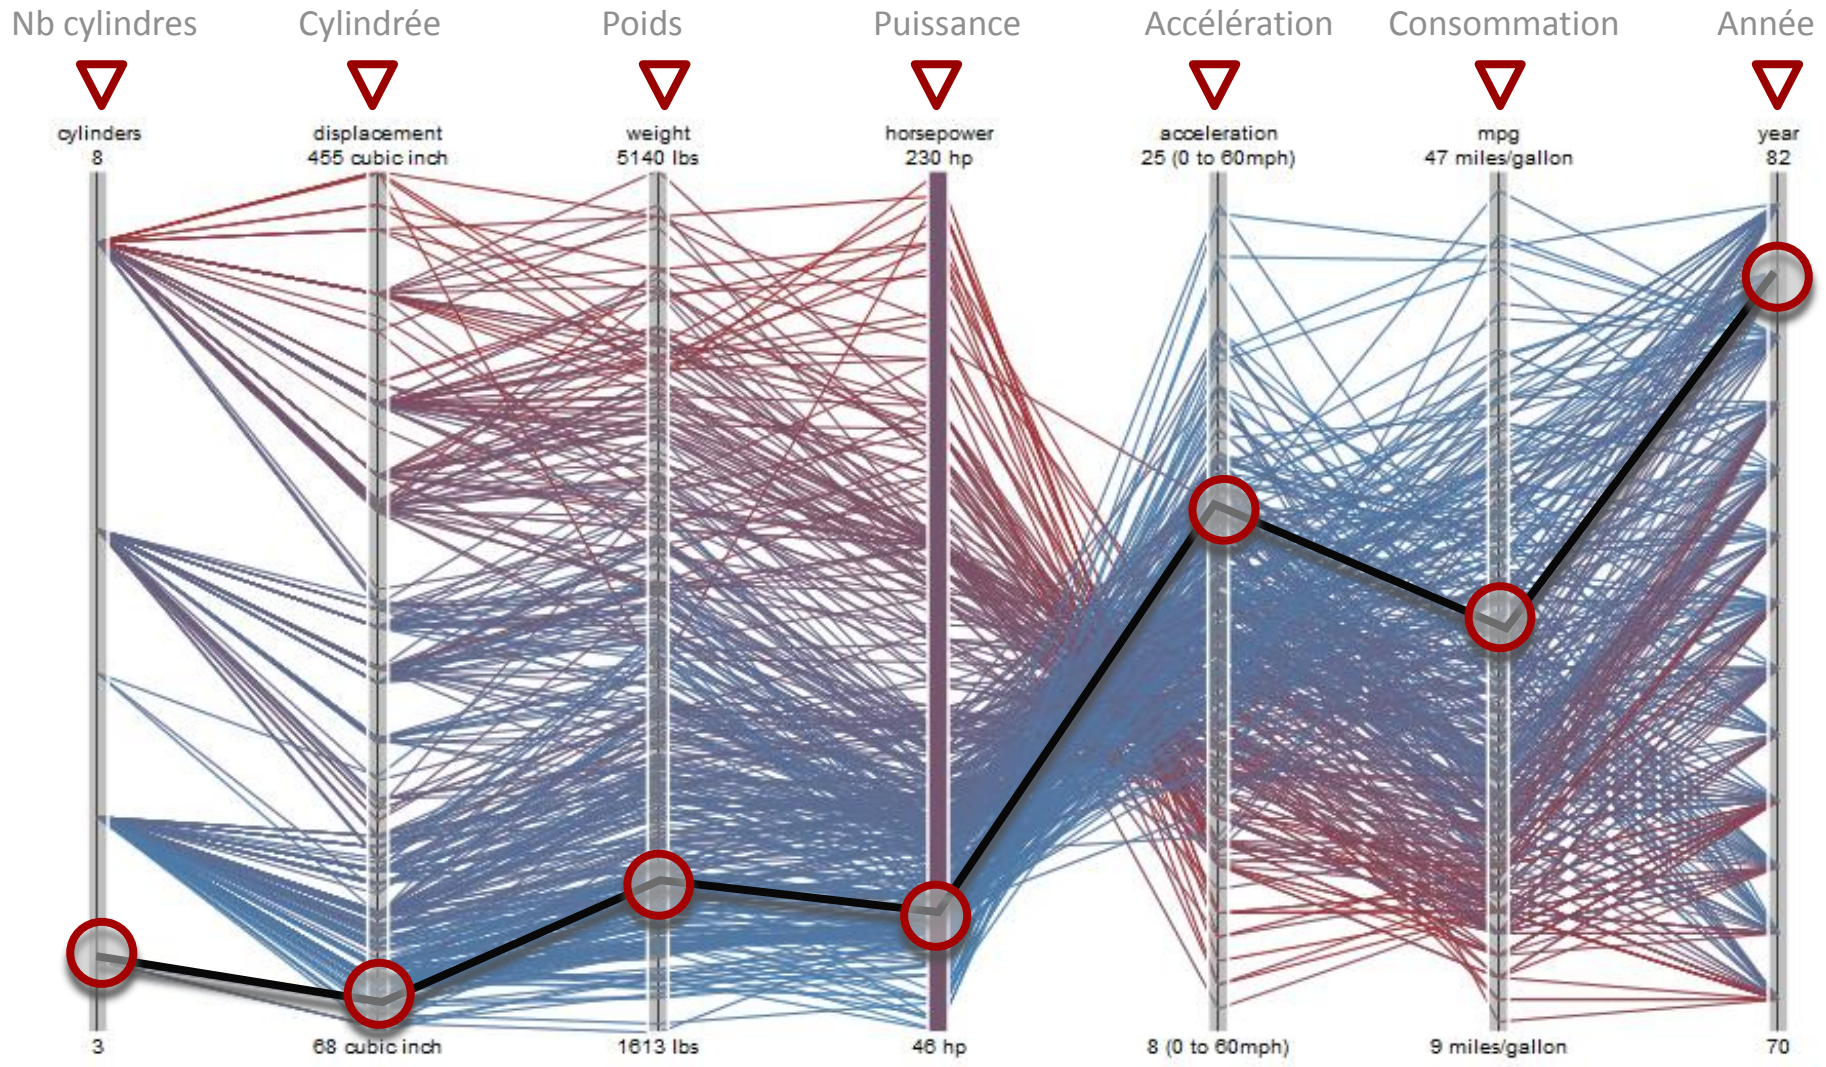 Nb cylindres Cylindrée Poids Puissance Accélération Consommation Année
cylinders displacement weight horsepower acceleration mpg year
8 455 cubic inch 5140 lbs 230 hp 25 (0 to 60mph) 47 miles/gallon 82
3 68 cubic inch 1613 lbs 46 hp 8 (0 to 60mph) 9 miles/gallon 70